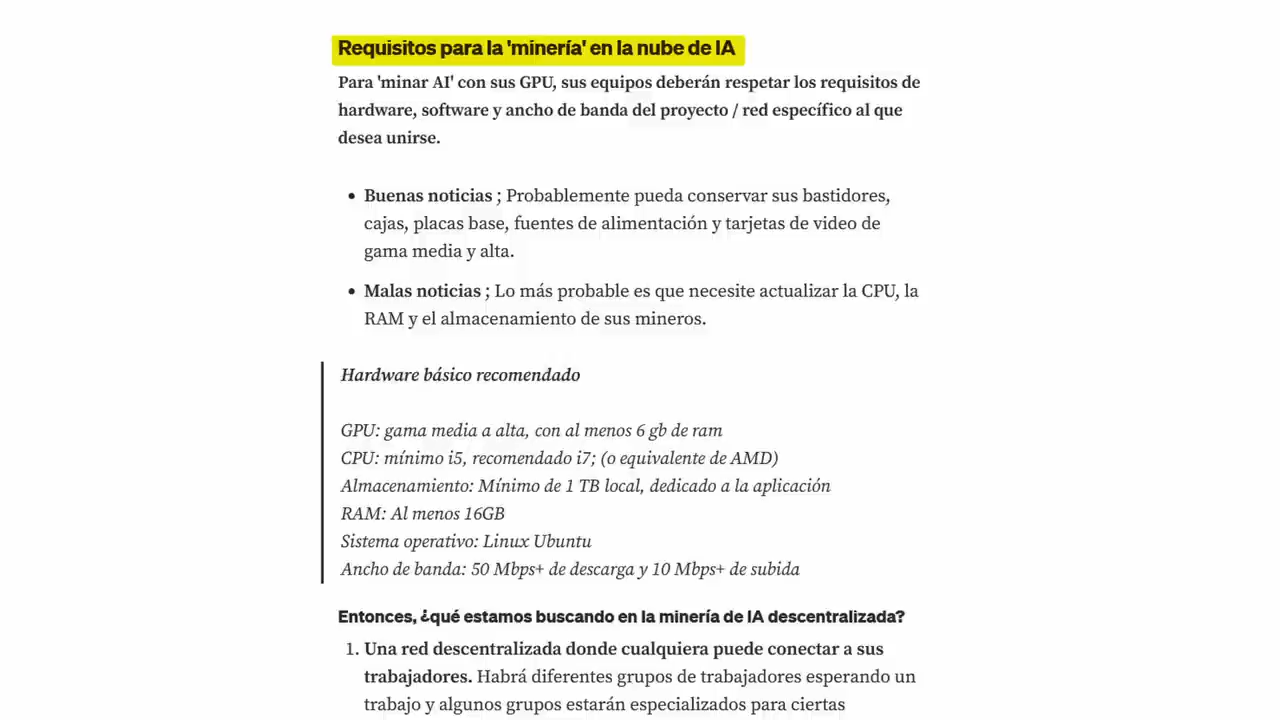 Requisitos para la 'minería' en la nube de IA
Para 'minar AI' con sus GPU, sus equipos deberán respetar los requisitos de
hardware, software y ancho de banda del proyecto / red específico al que
desea unirse.
• Buenas noticias ; Probablemente pueda conservar sus bastidores,
cajas, placas base, fuentes de alimentación y tarjetas de video de
gama media y alta.
• Malas noticias ; Lo más probable es que necesite actualizar la CPU, la
RAM y el almacenamiento de sus mineros.
Hardware básico recomendado
GPU: gama media a alta, con al menos 6 gb de ram
CPU: mínimo i5, recomendado i7; (o equivalente de AMD)
Almacenamiento: Mínimo de 1 TB local, dedicado a la aplicación
RAM: Al menos 16GB
Sistema operativo: Linux Ubuntu
Ancho de banda: 50 Mbps+ de descarga y 10 Mbps+ de subida
Entonces, ¿qué estamos buscando en la minería de IA descentralizada?
1. Una red descentralizada donde cualquiera puede conectar a sus
trabajadores. Habrá diferentes grupos de trabajadores esperando un
trabajo y algunos grupos estarán especializados para ciertas